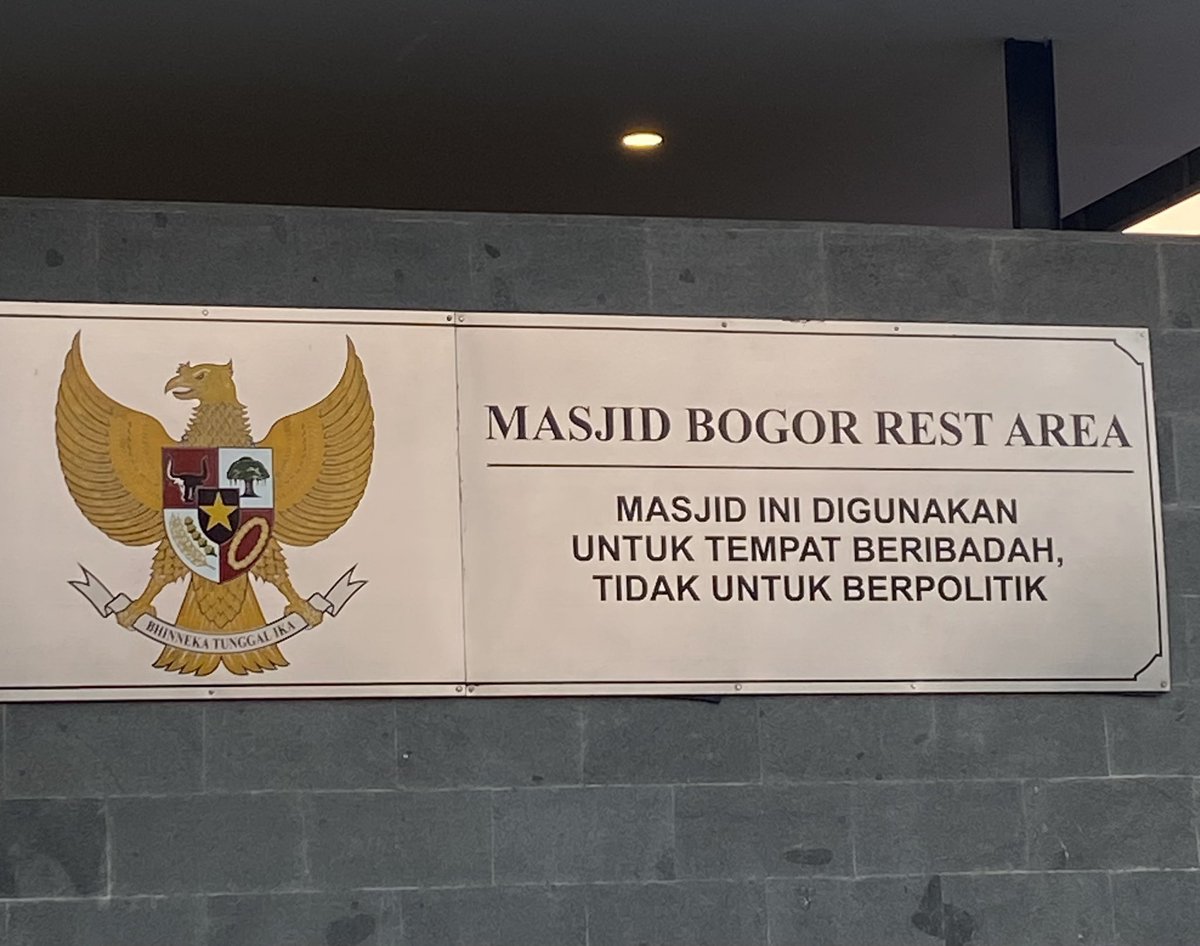 BHINNEKA TUNGGAL IKA
MASJID BOGOR REST AREA
MASJID INI DIGUNAKAN
UNTUK TEMPAT BERIBADAH,
TIDAK UNTUK BERPOLITIK